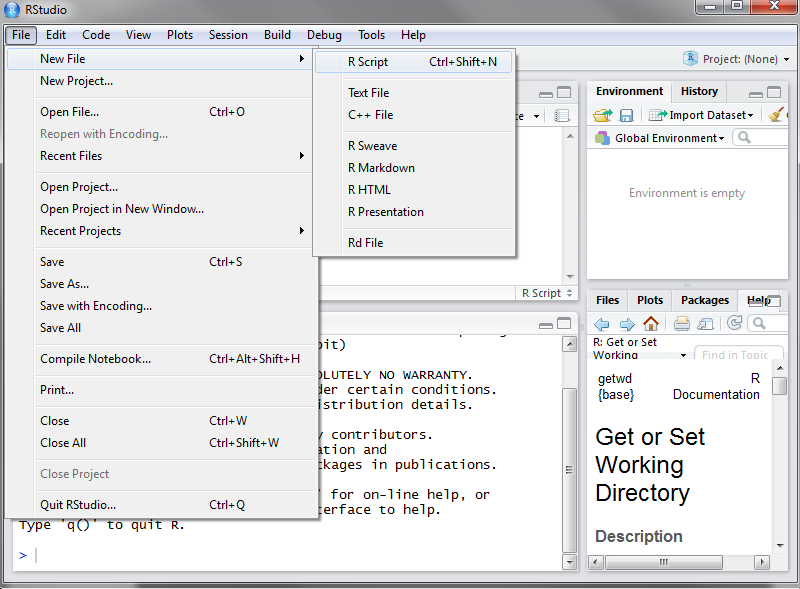 RStudio
File Edit Code View Plots Session Build Debug Tools Help
New File
New Project...
Open File... Ctrl+O
Reopen with Encoding...
Recent Files
Open Project...
Open Project in New Window...
Recent Projects
Save Ctrl+S
Save As...
Save with Encoding...
Save All
Compile Notebook... Ctrl+Alt+Shift+H
Print...
Close Ctrl+W
Close All Ctrl+Shift+W
Close Project
Quit RStudio... Ctrl+Q
R Script Ctrl+Shift+N
Text File
C++ File
R Sweave
R Markdown
R HTML
R Presentation
Rd File
R Script
bit)
OLUTELY NO WARRANTY.
der certain conditions.
istribution details.
y contributors.
ation and
ckages in publications.
' for on-line help, or
terface to help.
Type 'q()' to quit R.
>
Project: (None)
Environment History
Import Dataset
Global Environment
Environment is empty
Files Plots Packages Help
R: Get or Set
Working
Find in Topic
getwd R
{base} Documentation
Get or Set
Working
Directory
Description